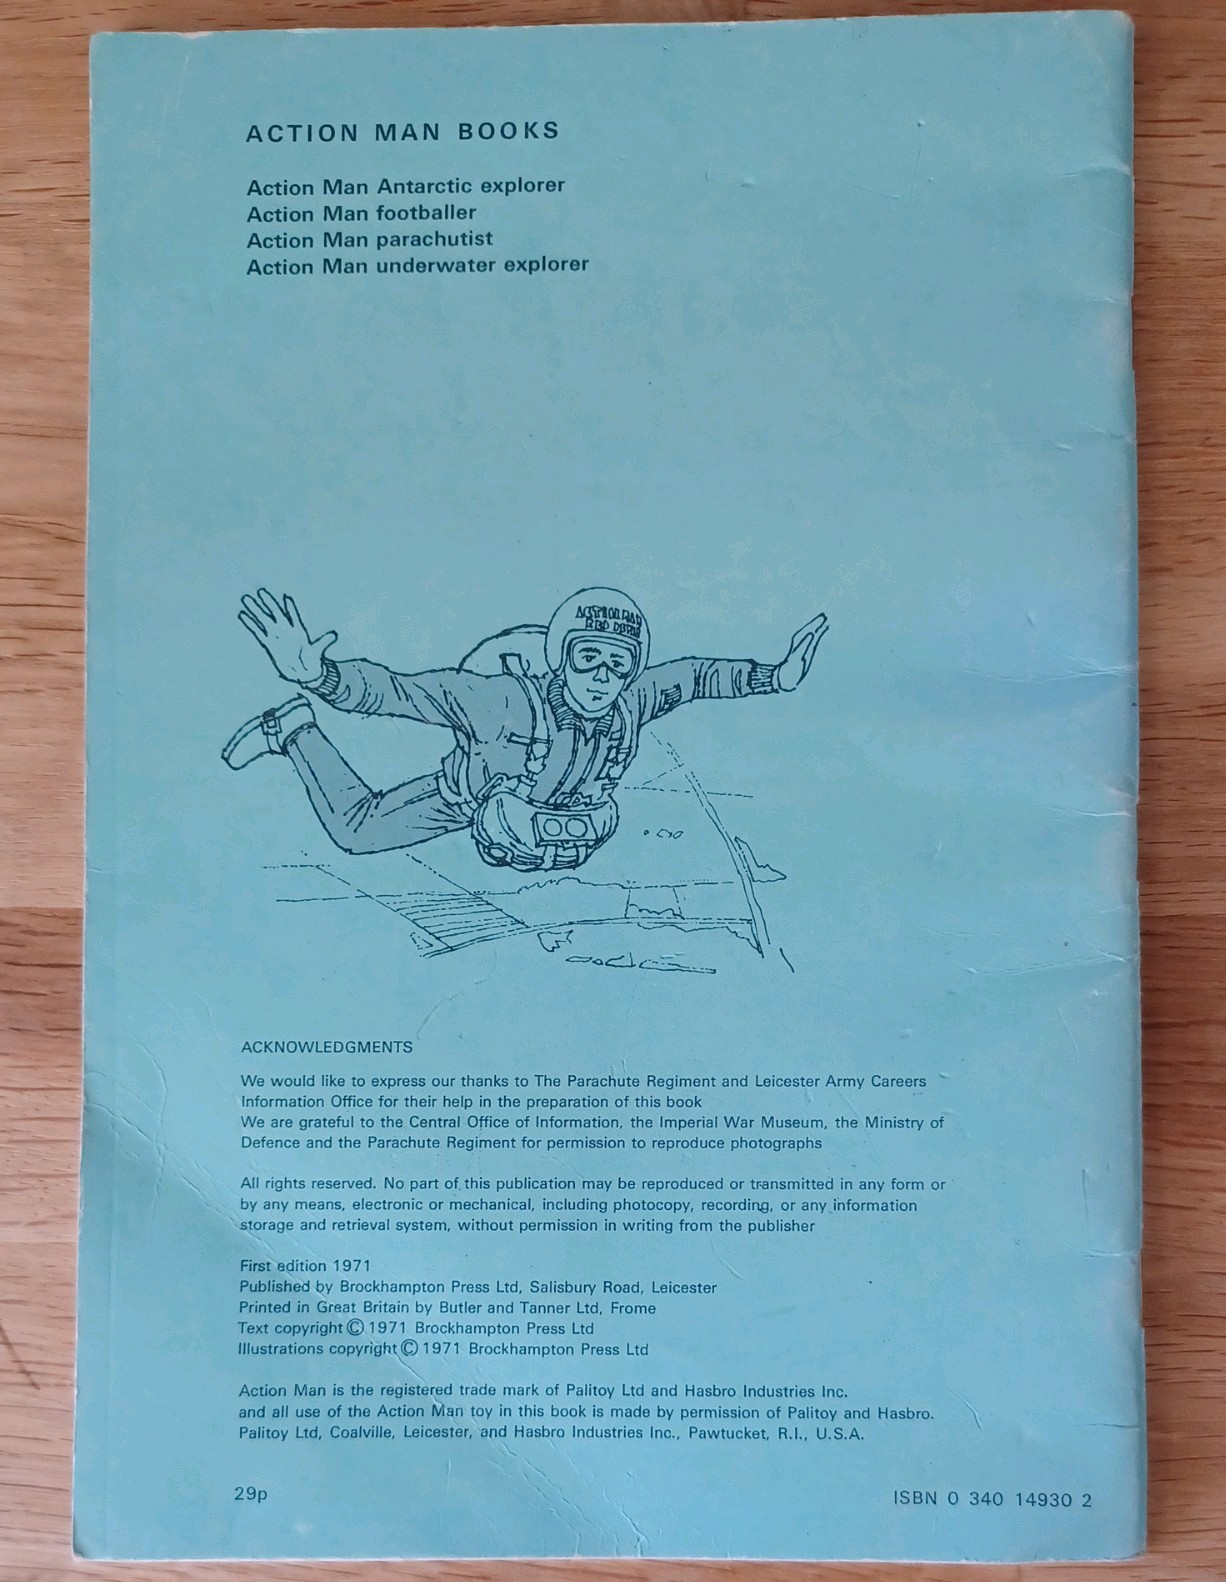 ACTION MAN BOOKS
Action Man Antarctic explorer
Action Man footballer
Action Man parachutist
Action Man underwater explorer
ACTION MAN
RED DEVIL
ACKNOWLEDGMENTS
We would like to express our thanks to The Parachute Regiment and Leicester Army Careers
Information Office for their help in the preparation of this book
We are grateful to the Central Office of Information, the Imperial War Museum, the Ministry of
Defence and the Parachute Regiment for permission to reproduce photographs
All rights reserved. No part of this publication may be reproduced or transmitted in any form or
by any means, electronic or mechanical, including photocopy, recording, or any information
storage and retrieval system, without permission in writing from the publisher
First edition 1971
Published by Brockhampton Press Ltd, Salisbury Road, Leicester
Printed in Great Britain by Butler and Tanner Ltd, Frome
Text copyright © 1971 Brockhampton Press Ltd
Illustrations copyright © 1971 Brockhampton Press Ltd
Action Man is the registered trade mark of Palitoy Ltd and Hasbro Industries Inc.
and all use of the Action Man toy in this book is made by permission of Palitoy and Hasbro.
Palitoy Ltd, Coalville, Leicester, and Hasbro Industries Inc., Pawtucket, R.I., U.S.A.
29p
ISBN 0 340 14930 2